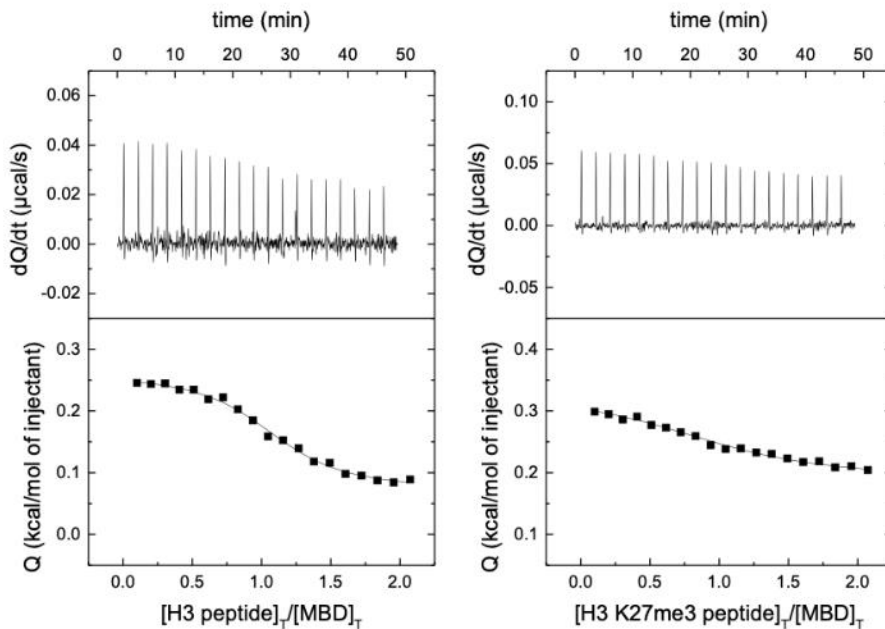 time (min)
0 10 20 30 40 50
0.06
0.04
0.02
0.00
-0.02
dQ/dt (μcal/s)
0.3
0.2
0.1
0.0
Q (kcal/mol of injectant)
0.0 0.5 1.0 1.5 2.0
[H3 peptide]T/[MBD]T
time (min)
0 10 20 30 40 50
0.10
0.05
0.00
-0.05
dQ/dt (μcal/s)
0.4
0.3
0.2
0.1
Q (kcal/mol of injectant)
0.0 0.5 1.0 1.5 2.0
[H3 K27me3 peptide]T/[MBD]T